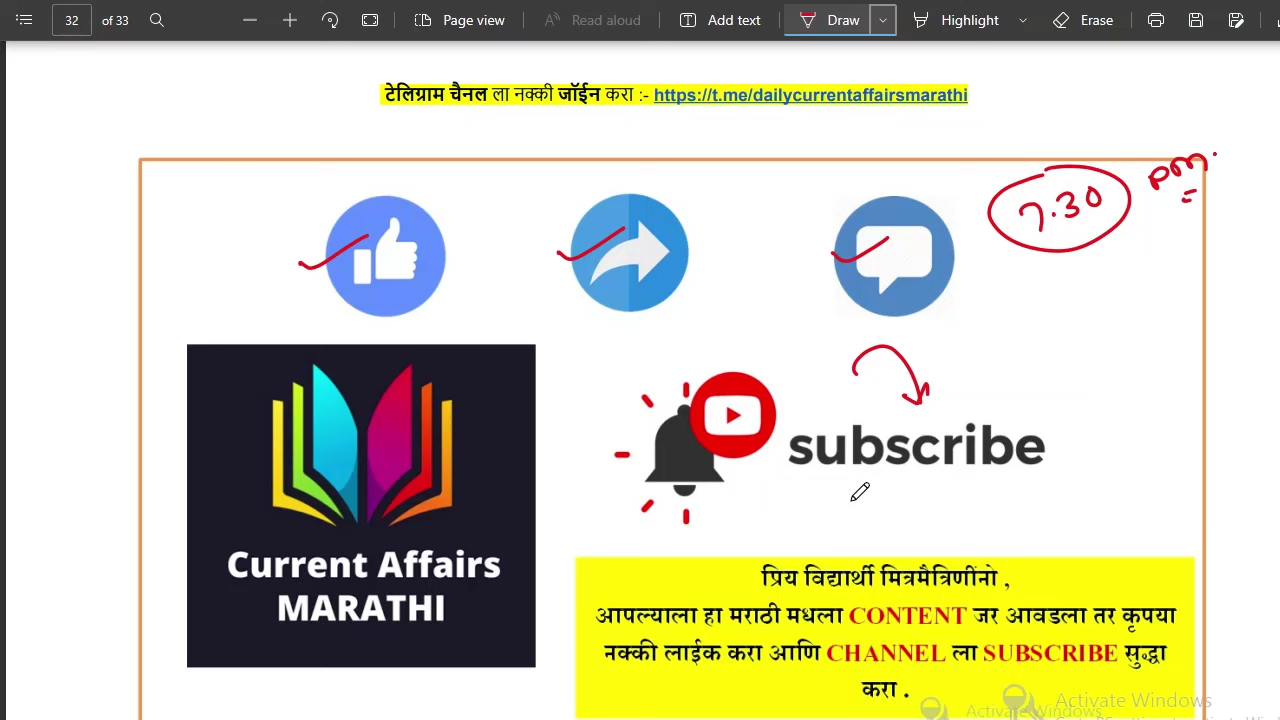 32 of 33 Page view Read aloud Add text Draw Highlight Erase
टेलिग्राम चैनल ला नक्की जॉईन करा :- https://t.me/dailycurrentaffairsmarathi
7.30 pm.
subscribe
Current Affairs
MARATHI
प्रिय विद्यार्थी मित्रमैत्रिणींनो ,
आपल्याला हा मराठी मधला CONTENT जर आवडला तर कृपया
नक्की लाईक करा आणि CHANNEL ला SUBSCRIBE सुद्धा
करा .
Activate Windows
Activate Windows